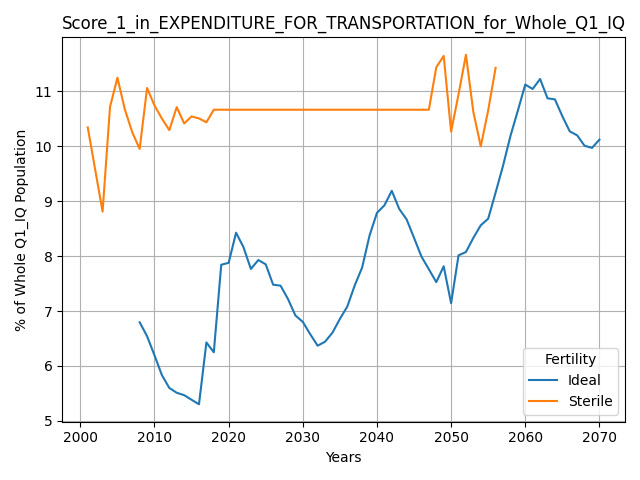 Score_1_in_EXPENDITURE_FOR_TRANSPORTATION_for_Whole_Q1_IQ
% of Whole Q1_IQ Population
11
10
9
8
7
6
5
2000 2010 2020 2030 2040 2050 2060 2070
Years
Fertility
Ideal
Sterile